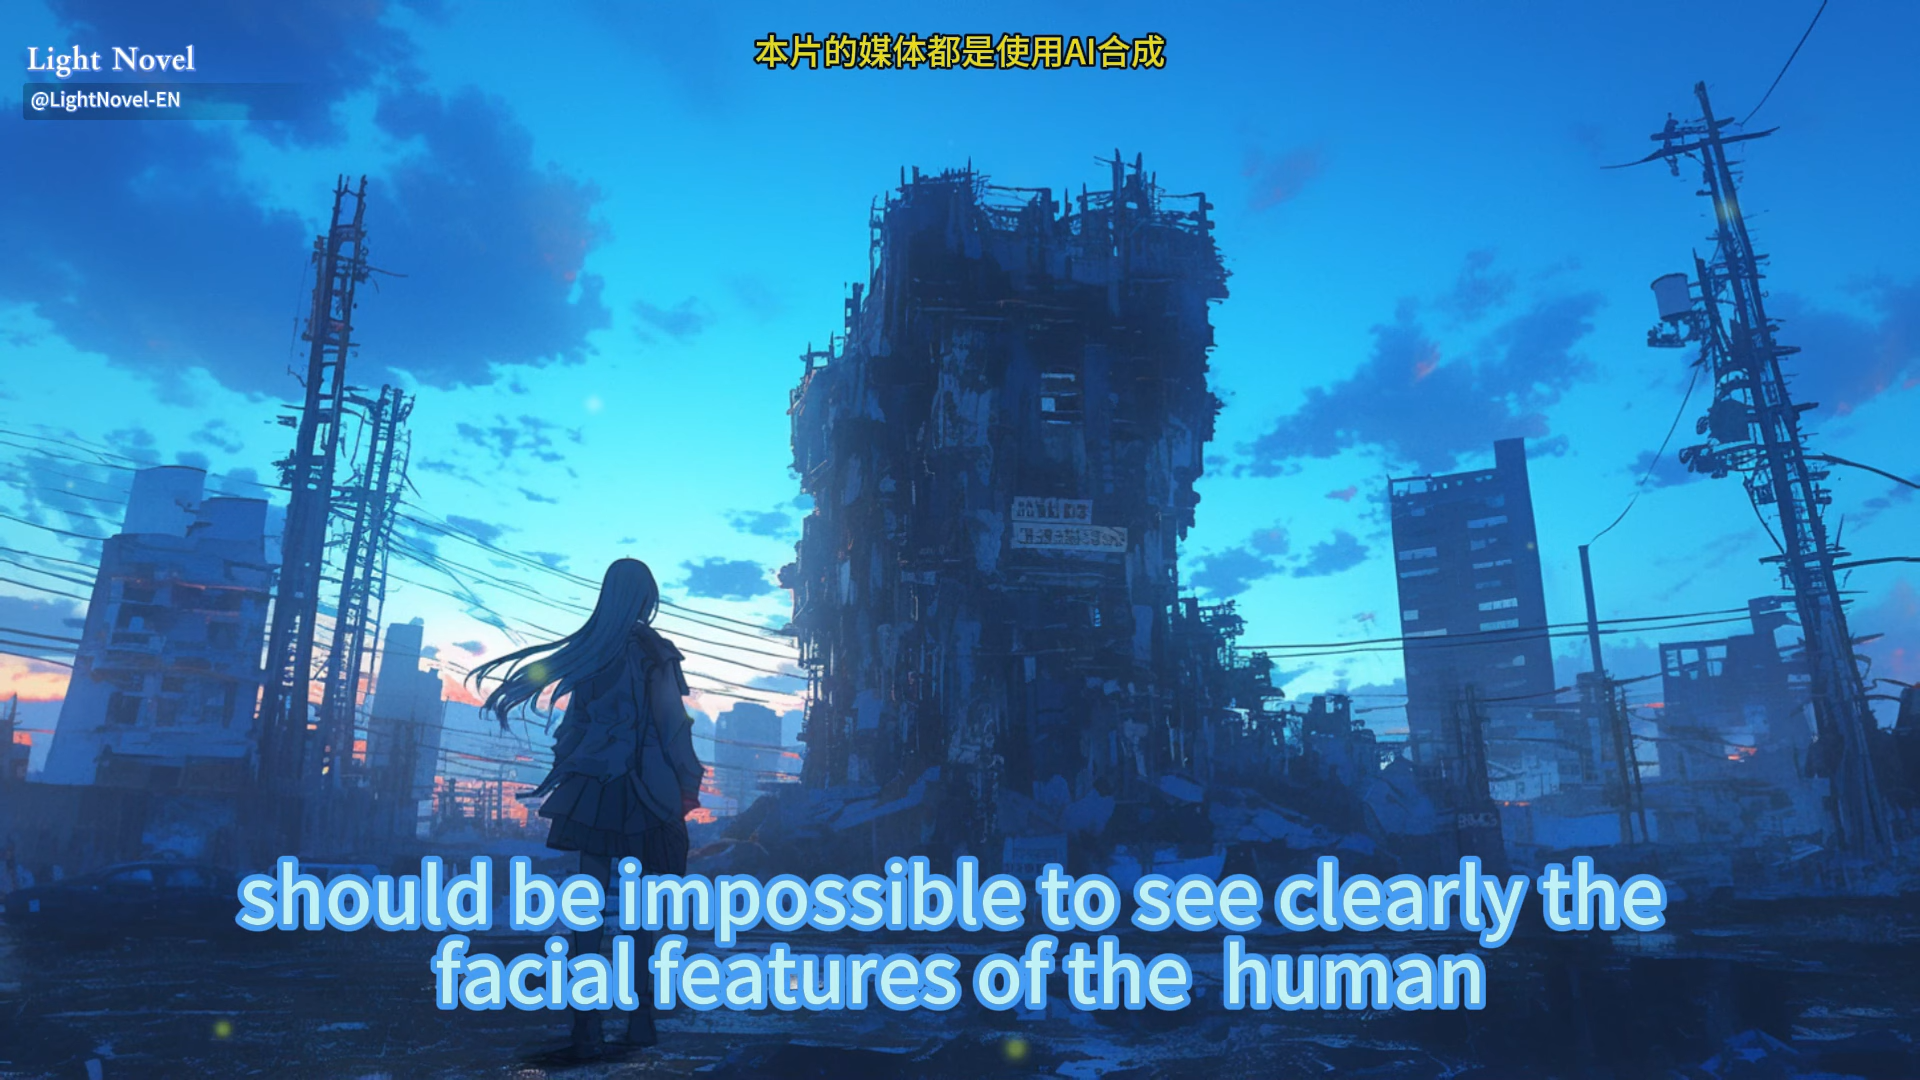 本片的媒体都是使用AI合成
Light Novel
@LightNovel-EN
should be impossible to see clearly the
facial features of the human